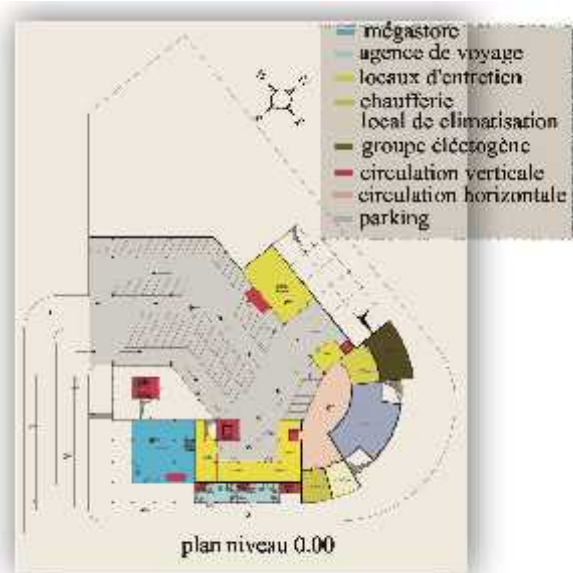 mégastore
agence de voyage
locaux d'entretien
chaufferie
local de climatisation
groupe éléctogène
circulation verticale
circulation horizontale
parking
plan niveau 0.00